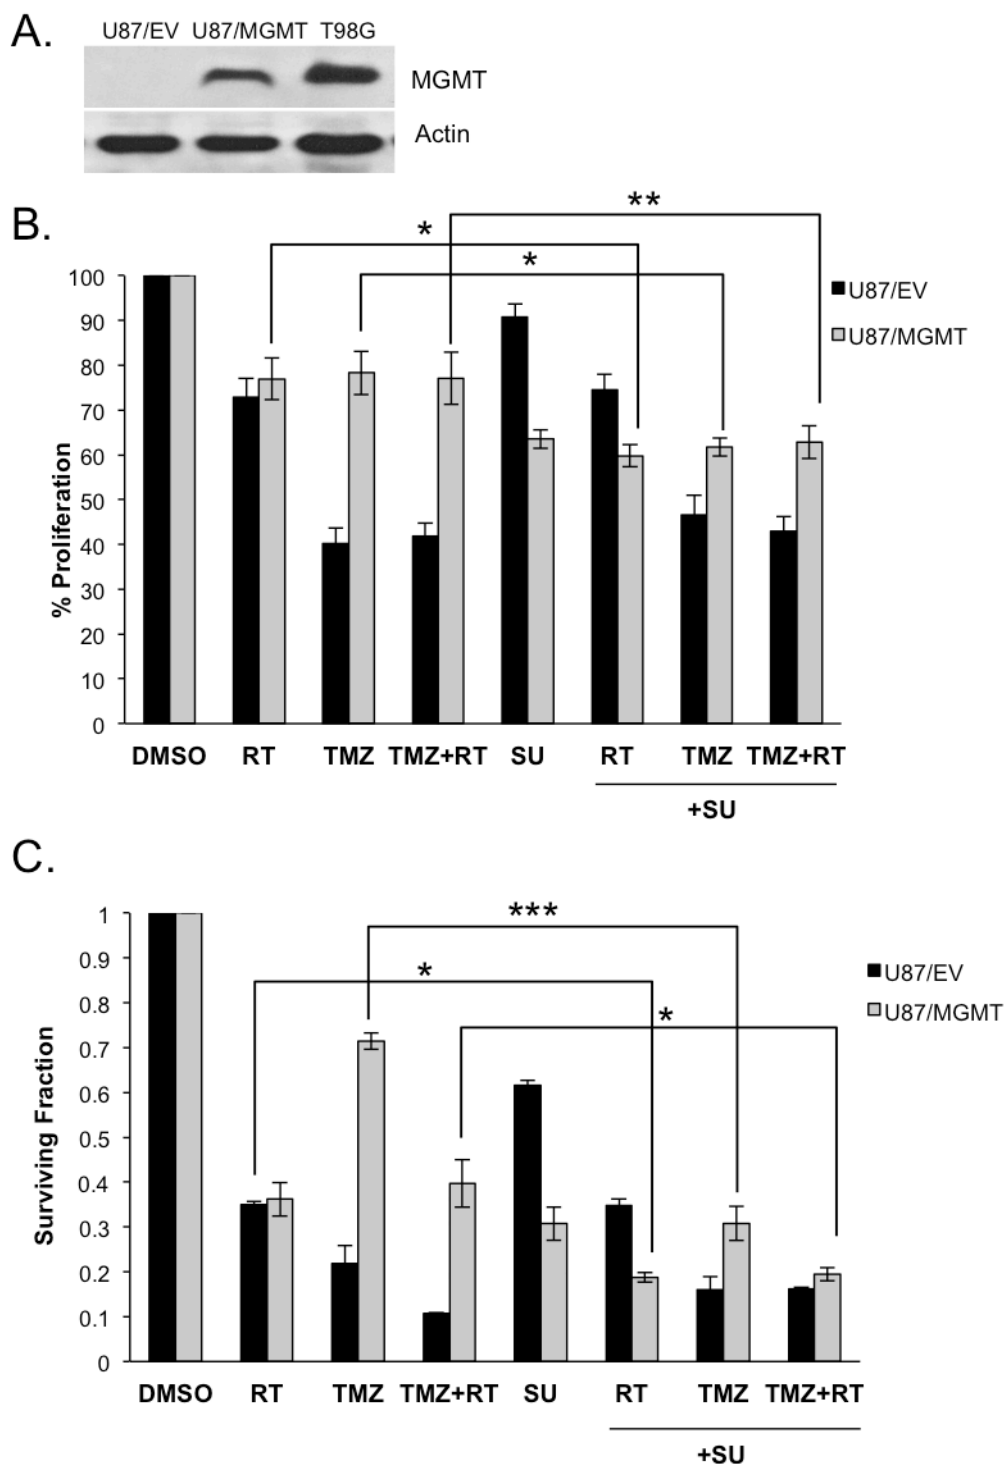 A.
U87/EV U87/MGMT T98G
MGMT
Actin
B.
**
*
*
100
90
80
70
60
50
40
30
20
10
0
% Proliferation
U87/EV
U87/MGMT
DMSO RT TMZ TMZ+RT SU RT TMZ TMZ+RT
+SU
C.
***
*
*
1
0.9
0.8
0.7
0.6
0.5
0.4
0.3
0.2
0.1
0
Surviving Fraction
U87/EV
U87/MGMT
DMSO RT TMZ TMZ+RT SU RT TMZ TMZ+RT
+SU